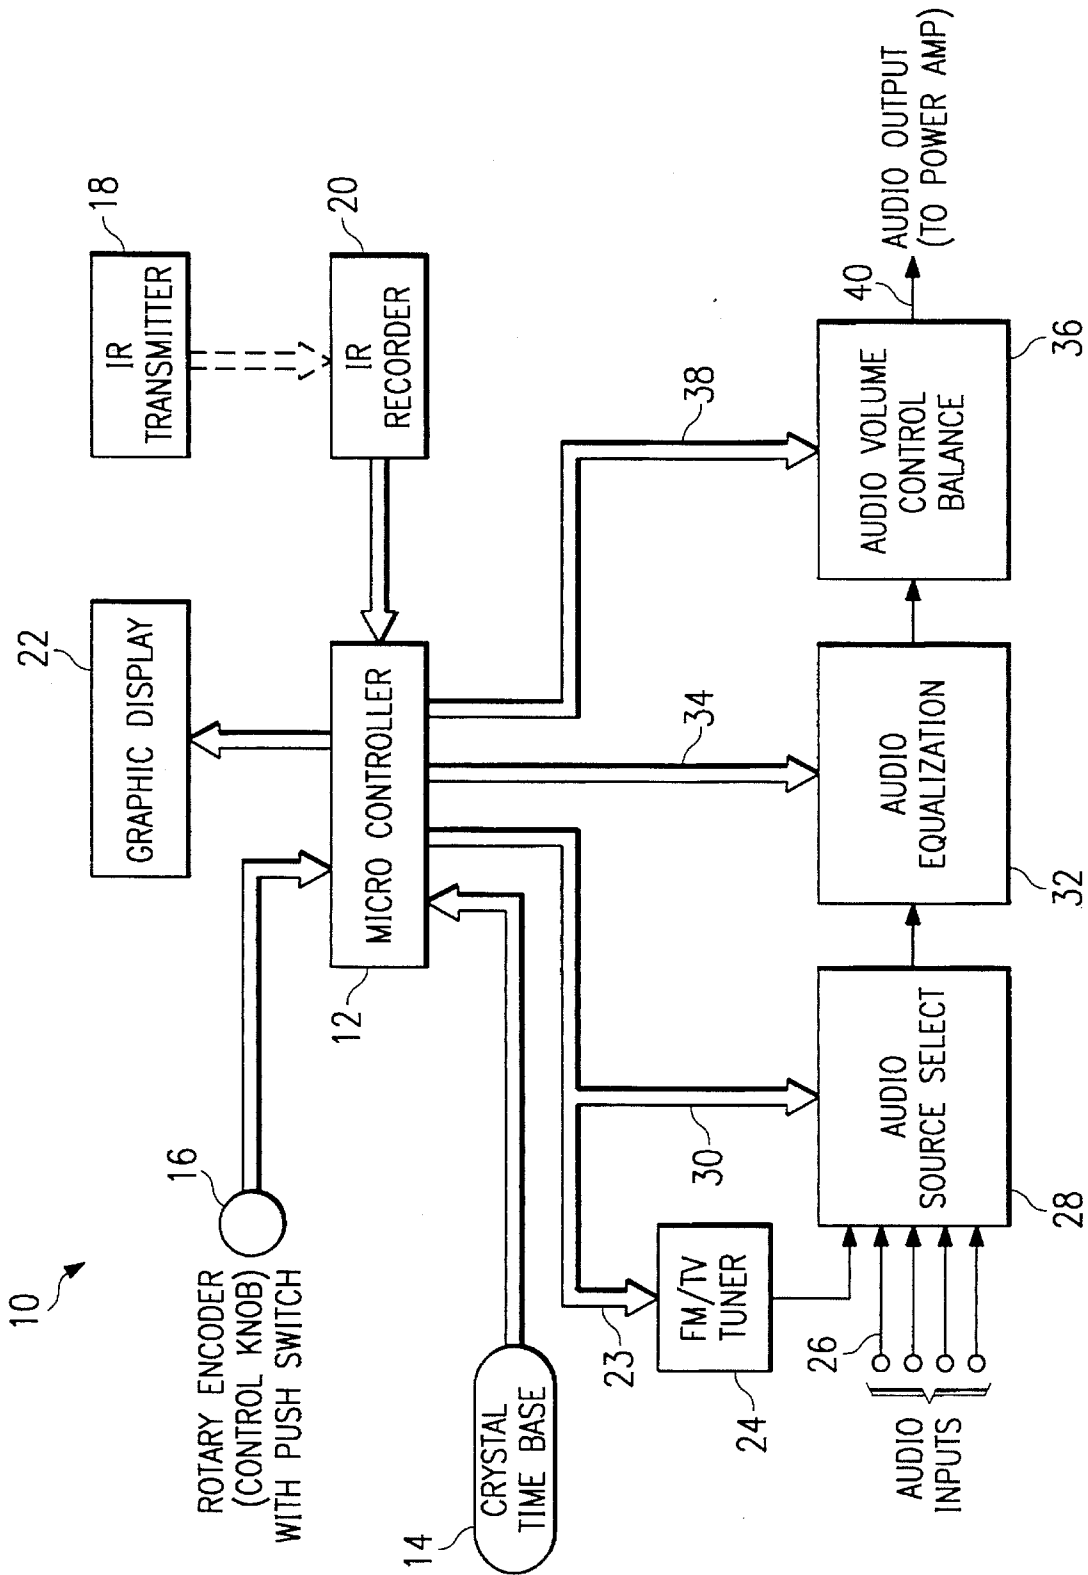 10
ROTARY ENCODER
(CONTROL KNOB)
WITH PUSH SWITCH
16
GRAPHIC DISPLAY
22
IR
TRANSMITTER
18
CRYSTAL
TIME BASE
14
MICRO CONTROLLER
12
IR
RECORDER
20
23
30
34
38
FM/TV
TUNER
24
AUDIO
INPUTS
26
AUDIO
SOURCE SELECT
28
AUDIO
EQUALIZATION
32
AUDIO VOLUME
CONTROL
BALANCE
36
40
AUDIO OUTPUT
(TO POWER AMP)